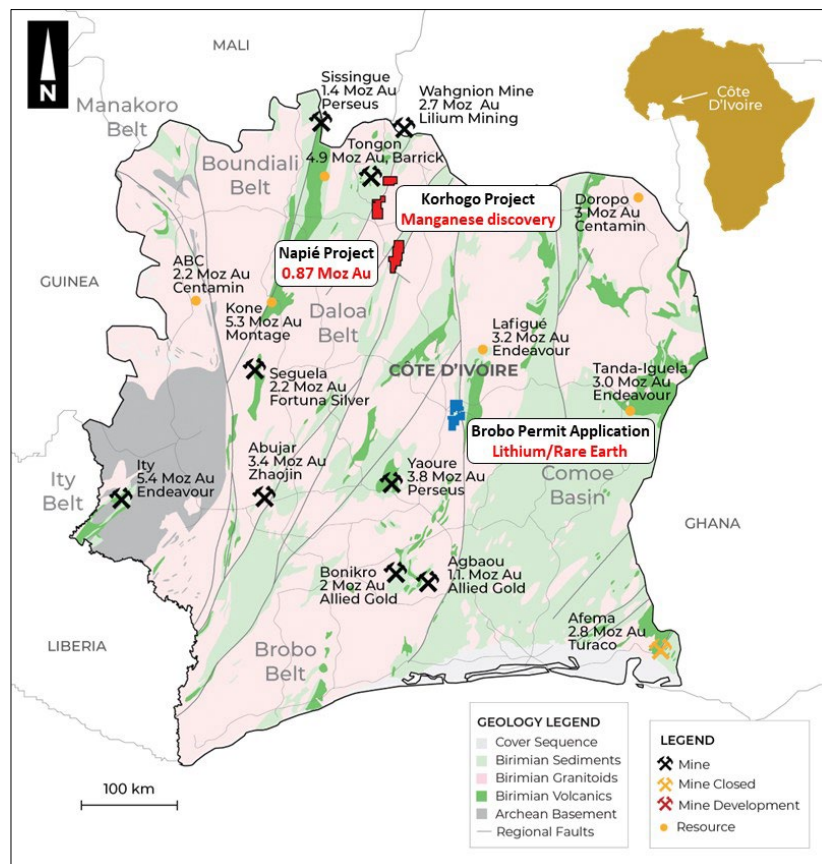 N
MALI
Manakoro
Belt
Sissingue
1.4 Moz Au
Perseus
Wahgnion Mine
2.7 Moz Au
Lilium Mining
Côte
D'Ivoire
Boundiali
Belt
Tongon
4.9 Moz Au, Barrick
Korhogo Project
Manganese discovery
Doropo
3 Moz Au
Centamin
Napié Project
0.87 Moz Au
GUINEA
ABC
2.2 Moz Au
Centamin
Kone
5.3 Moz Au
Montage
Daloa
Belt
Lafigué
3.2 Moz Au
Endeavour
CÔTE D'IVOIRE
Seguela
2.2 Moz Au
Fortuna Silver
Tanda-Iguela
3.0 Moz Au
Endeavour
Brobo Permit Application
Lithium/Rare Earth
Ity
Belt
Ity
5.4 Moz Au
Endeavour
Abujar
3.4 Moz Au
Zhaojin
Yaoure
3.8 Moz Au
Perseus
Comoe
Basin
GHANA
Bonikro
2 Moz Au
Allied Gold
Agbaou
1.1. Moz Au
Allied Gold
Afema
2.8 Moz Au
Turaco
LIBERIA
Brobo
Belt
100 km
GEOLOGY LEGEND
Cover Sequence
Birimian Sediments
Birimian Granitoids
Birimian Volcanics
Archean Basement
Regional Faults
LEGEND
Mine
Mine Closed
Mine Development
Resource